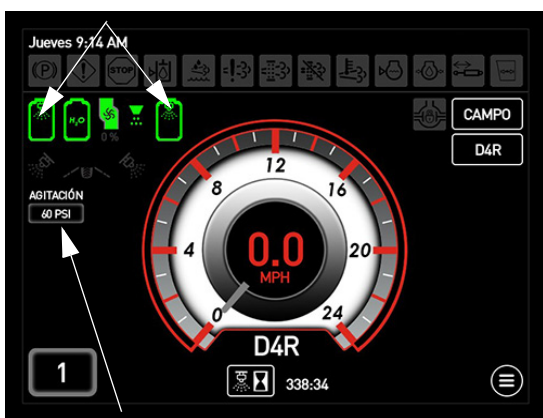 Jueves 9:14 AM
(P)
STOP
H₂O
0 %
CAMPO
D4R
AGITACIÓN
60 PSI
0
4
8
12
16
20
24
0.0
MPH
D4R
1
338:34